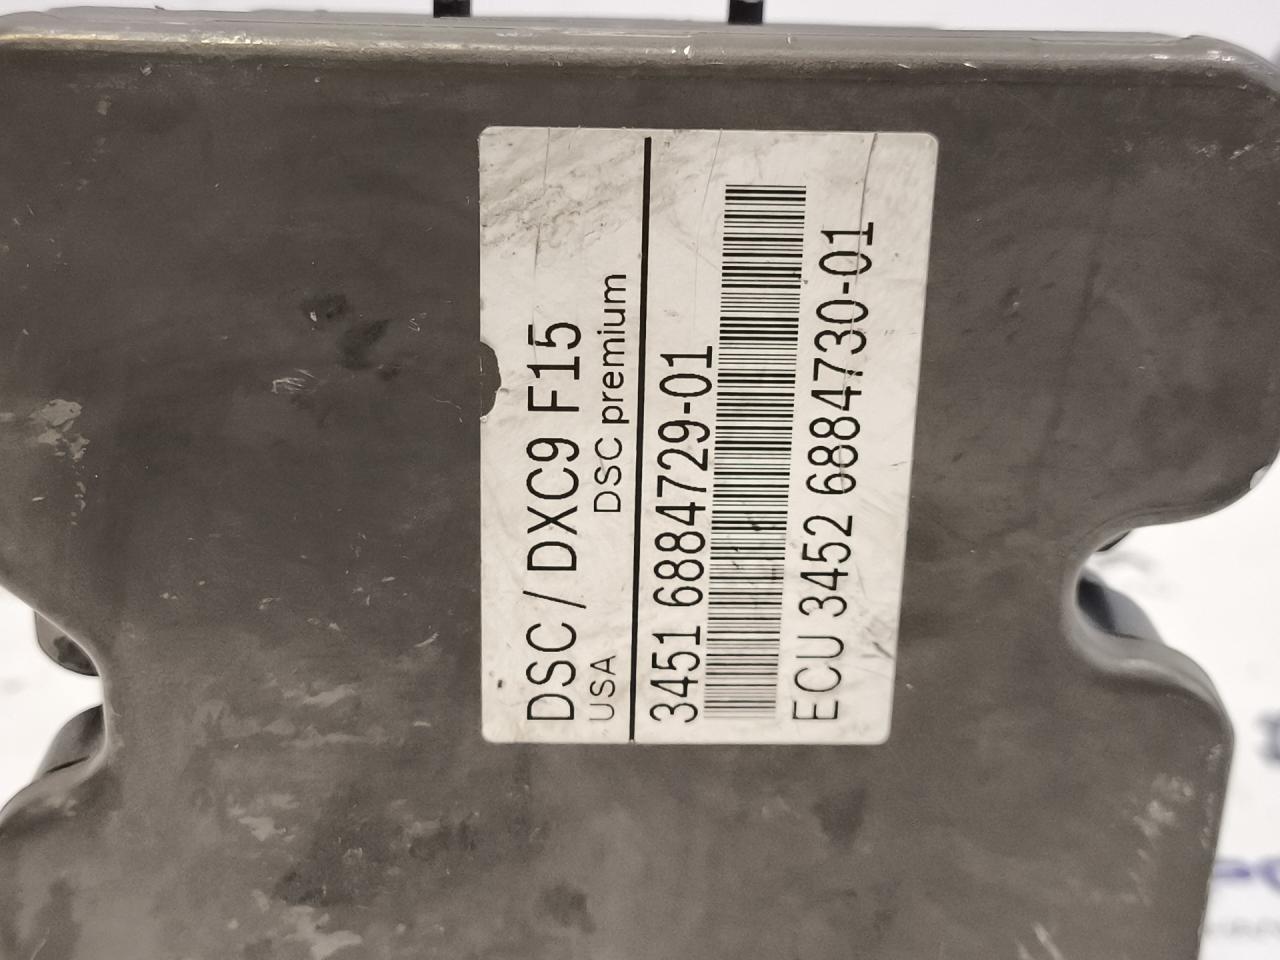 DSC / DXC9 F15
USA DSC premium
3451 6884729-01
ECU 3452 6884730-01